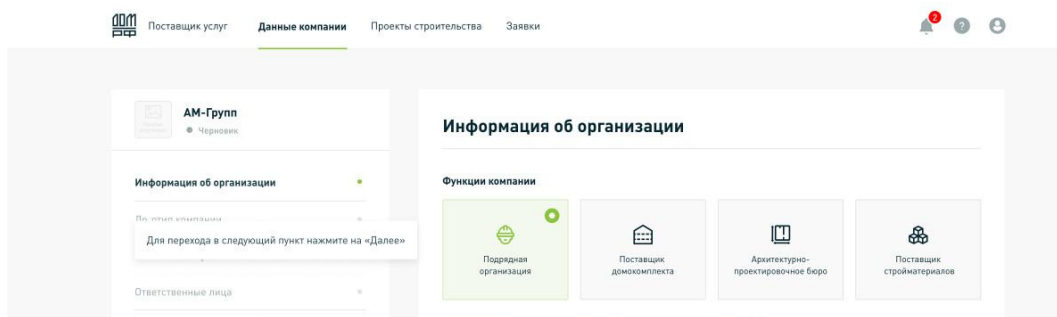 ДОМ
РФ
Поставщик услуг
Данные компании
Проекты строительства
Заявки
2
?
АМ-Групп
Черновик
Информация об организации
Логотип компании
Для перехода в следующий пункт нажмите на «Далее»
Ответственные лица
Информация об организации
Функции компании
Подрядная
организация
Поставщик
домокомплекта
Архитектурно-
проектировочное бюро
Поставщик
стройматериалов